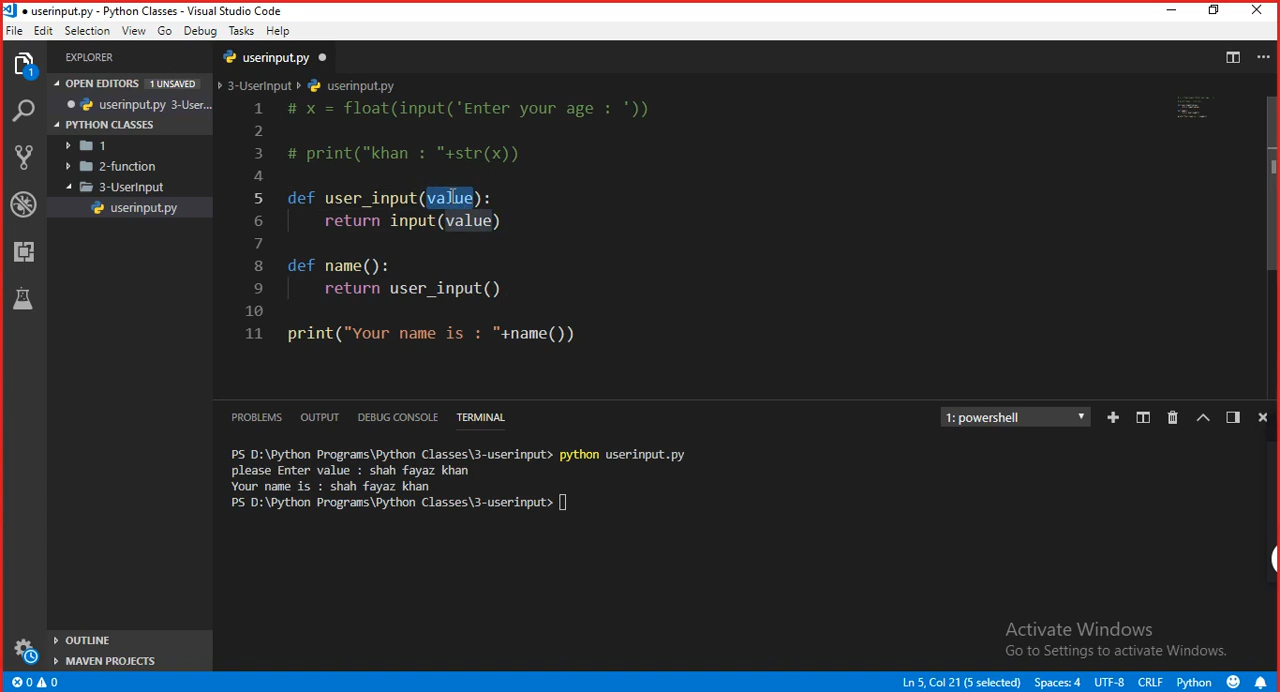 ● userinput.py - Python Classes - Visual Studio Code
File Edit Selection View Go Debug Tasks Help
EXPLORER
OPEN EDITORS 1 UNSAVED
● userinput.py 3-User...
PYTHON CLASSES
1
2-function
3-UserInput
userinput.py
OUTLINE
MAVEN PROJECTS
1
userinput.py ●
3-UserInput userinput.py
1 # x = float(input('Enter your age : '))
2
3 # print("khan : "+str(x))
4
5 def user_input(value):
6 return input(value)
7
8 def name():
9 return user_input()
10
11 print("Your name is : "+name())
PROBLEMS OUTPUT DEBUG CONSOLE TERMINAL 1: powershell
PS D:\Python Programs\Python Classes\3-userinput> python userinput.py
please Enter value : shah fayaz khan
Your name is : shah fayaz khan
PS D:\Python Programs\Python Classes\3-userinput>
Activate Windows
Go to Settings to activate Windows.
0 0 Ln 5, Col 21 (5 selected) Spaces: 4 UTF-8 CRLF Python